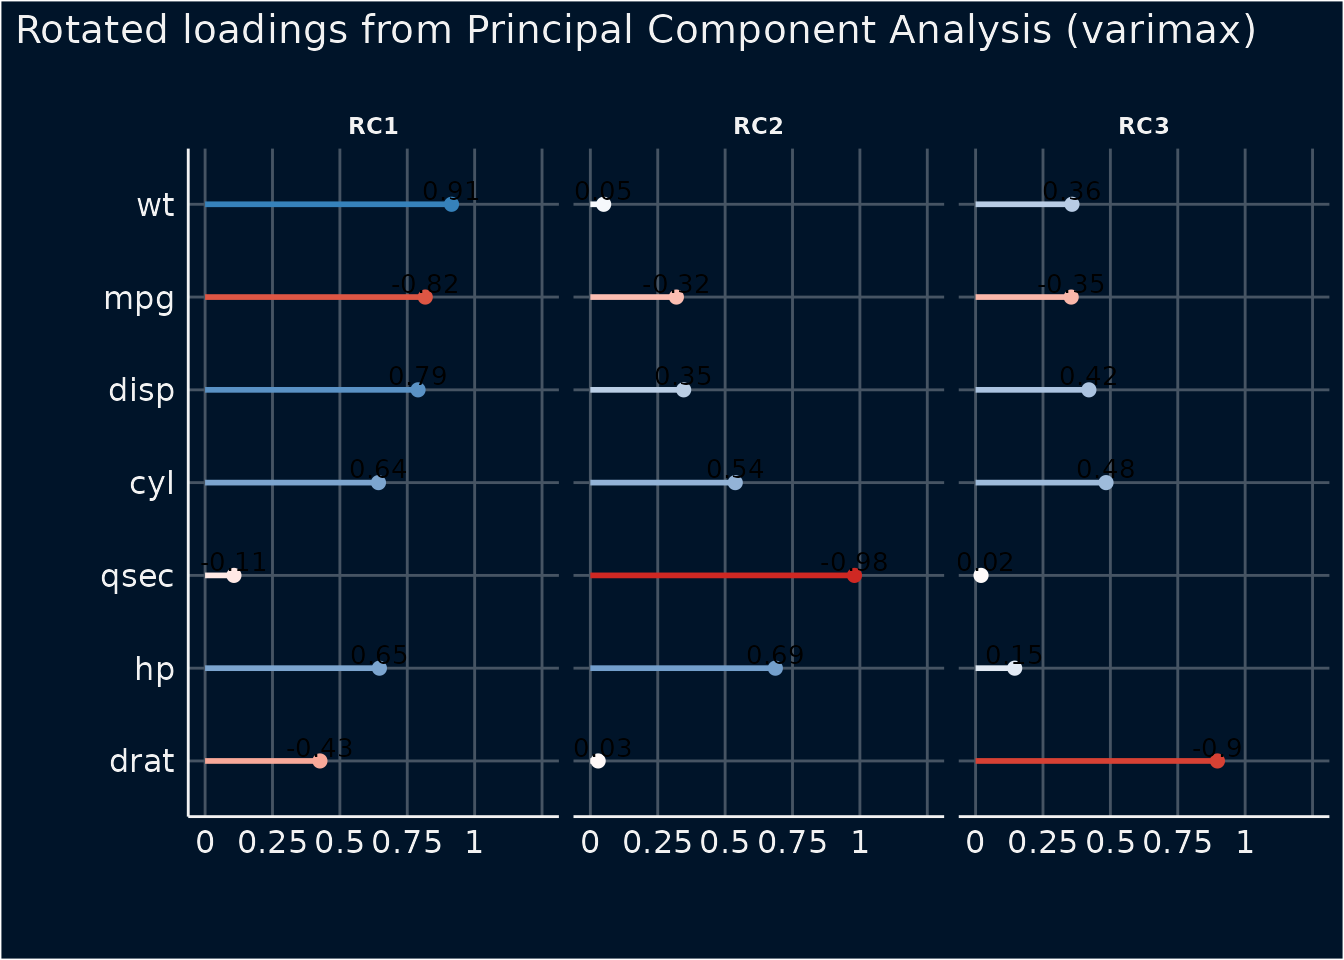 Rotated loadings from Principal Component Analysis (varimax)
RC1 RC2 RC3
wt 0.91 0.05 0.36
mpg -0.82 -0.32 -0.35
disp 0.79 0.35 0.42
cyl 0.64 0.54 0.48
qsec -0.11 -0.98 0.02
hp 0.65 0.69 0.15
drat -0.43 0.03 -0.9
0 0.25 0.5 0.75 1 0 0.25 0.5 0.75 1 0 0.25 0.5 0.75 1